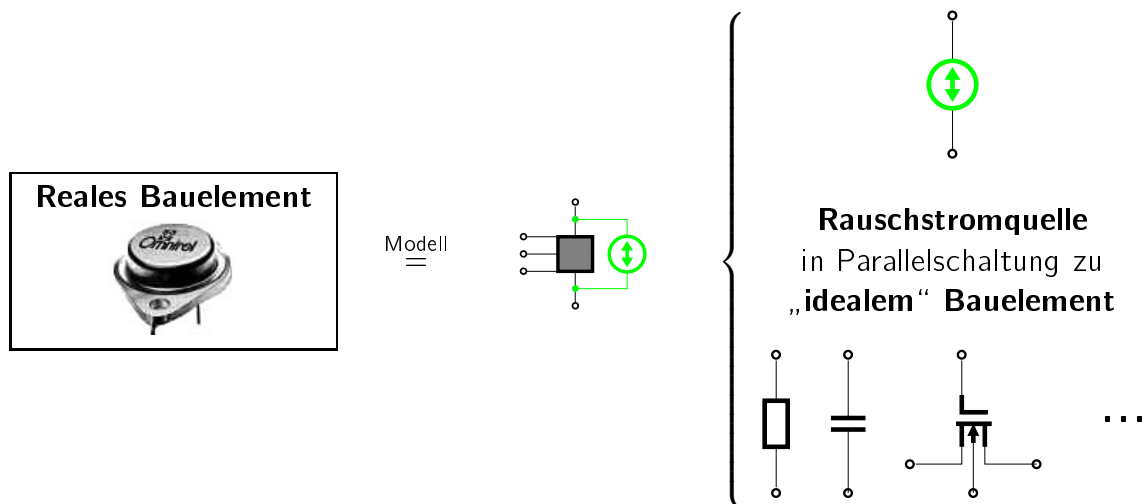 Reales Bauelement
Omnirel
Modell
=
Rauschstromquelle
in Parallelschaltung zu
„idealem“ Bauelement
...